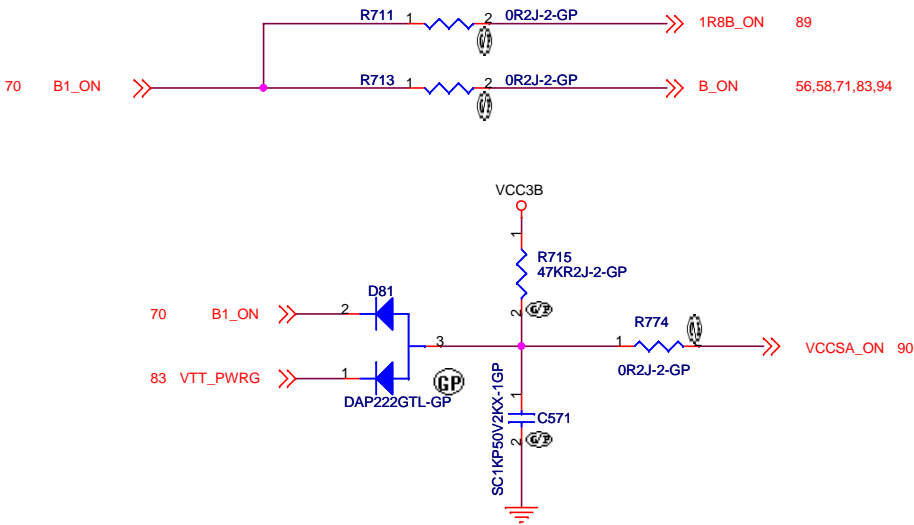 R711 1 2 0R2J-2-GP 1R8B_ON 89
G/P
70 B1_ON R713 1 2 0R2J-2-GP B_ON 56,58,71,83,94
G/P
VCC3B
1
R715
47KR2J-2-GP
2 G/P
D81
70 B1_ON 2
3
R774
1 2 G/P
0R2J-2-GP
VCCSA_ON 90
83 VTT_PWRG 1
GP
DAP222GTL-GP
SC1KP50V2KX-1GP
1
C571
2 G/P